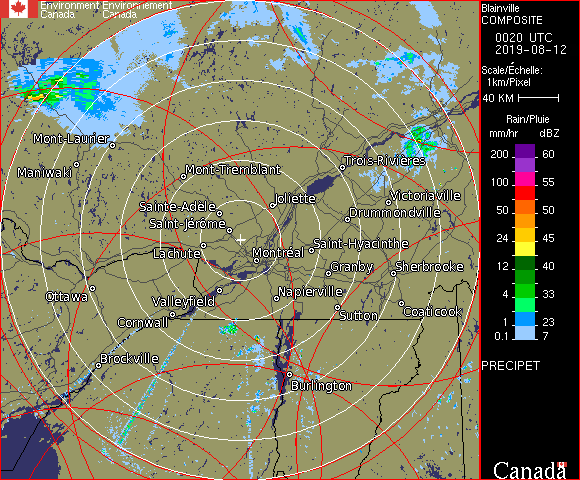 Environment Environnement
Canada Canada
Blainville
COMPOSITE
0020 UTC
2019-08-12
Scale/Échelle:
1km/Pixel
40 KM
Rain/Pluie
mm/hr dBZ
200 60
100 55
50 50
24 45
12 40
4 33
1 23
0.1 7
PRECIPET
Canada
Mont-Laurier
Maniwaki
Mont-Tremblant
Trois-Rivières
Joliette
Sainte-Adèle
Victoriaville
Drummondville
Saint-Jérôme
Saint-Hyacinthe
Lachute
Montréal
Granby
Sherbrooke
Ottawa
Valleyfield
Napierville
Cornwall
Sutton
Coaticook
Brockville
Burlington